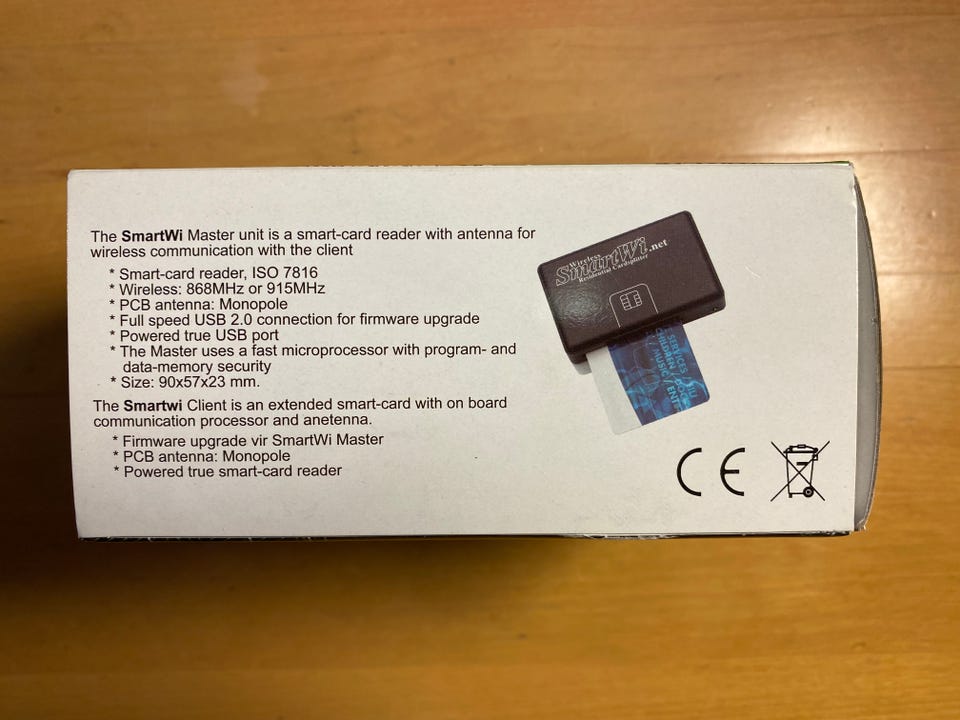 The SmartWi Master unit is a smart-card reader with antenna for
wireless communication with the client
* Smart-card reader, ISO 7816
* Wireless: 868MHz or 915MHz
* PCB antenna: Monopole
* Full speed USB 2.0 connection for firmware upgrade
* Powered true USB port
* The Master uses a fast microprocessor with program- and
data-memory security
* Size: 90x57x23 mm.
The Smartwi Client is an extended smart-card with on board
communication processor and anetenna.
* Firmware upgrade vir SmartWi Master
* PCB antenna: Monopole
* Powered true smart-card reader
Wireless
SmartWi.net
Residential Cardsplitter
SERVICES //
CHILDREN /
/ MUSIC //
CE